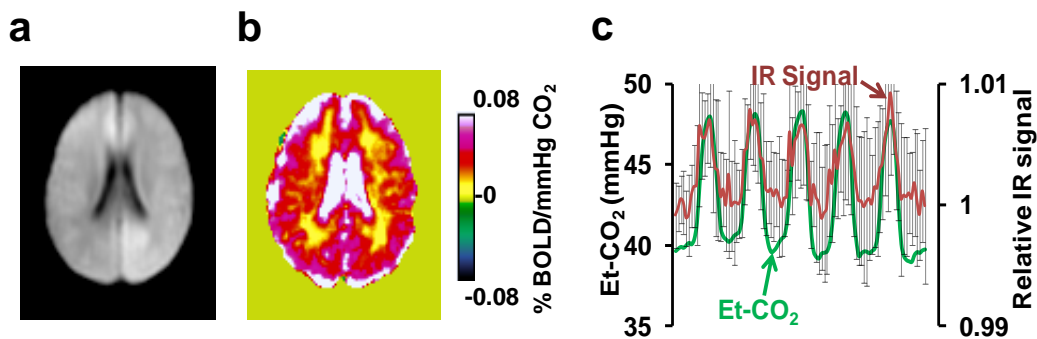 a
b
c
0.08
-0
-0.08
% BOLD/mmHg CO₂
Et-CO₂ (mmHg)
50
45
40
35
IR Signal
Et-CO₂
1.01
1
0.99
Relative IR signal